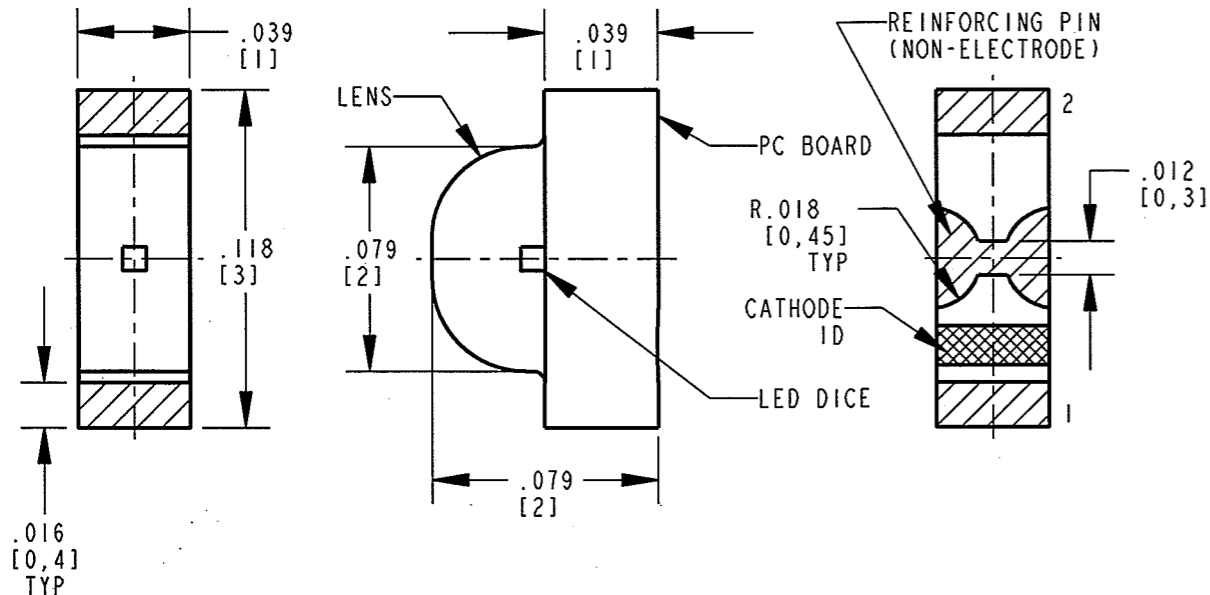 .039
[1]
.039
[1]
REINFORCING PIN
(NON-ELECTRODE)
LENS
2
PC BOARD
.012
[0,3]
R.018
[0,45]
TYP
.118
[3]
.079
[2]
CATHODE
ID
LED DICE
1
.079
[2]
.016
[0,4]
TYP